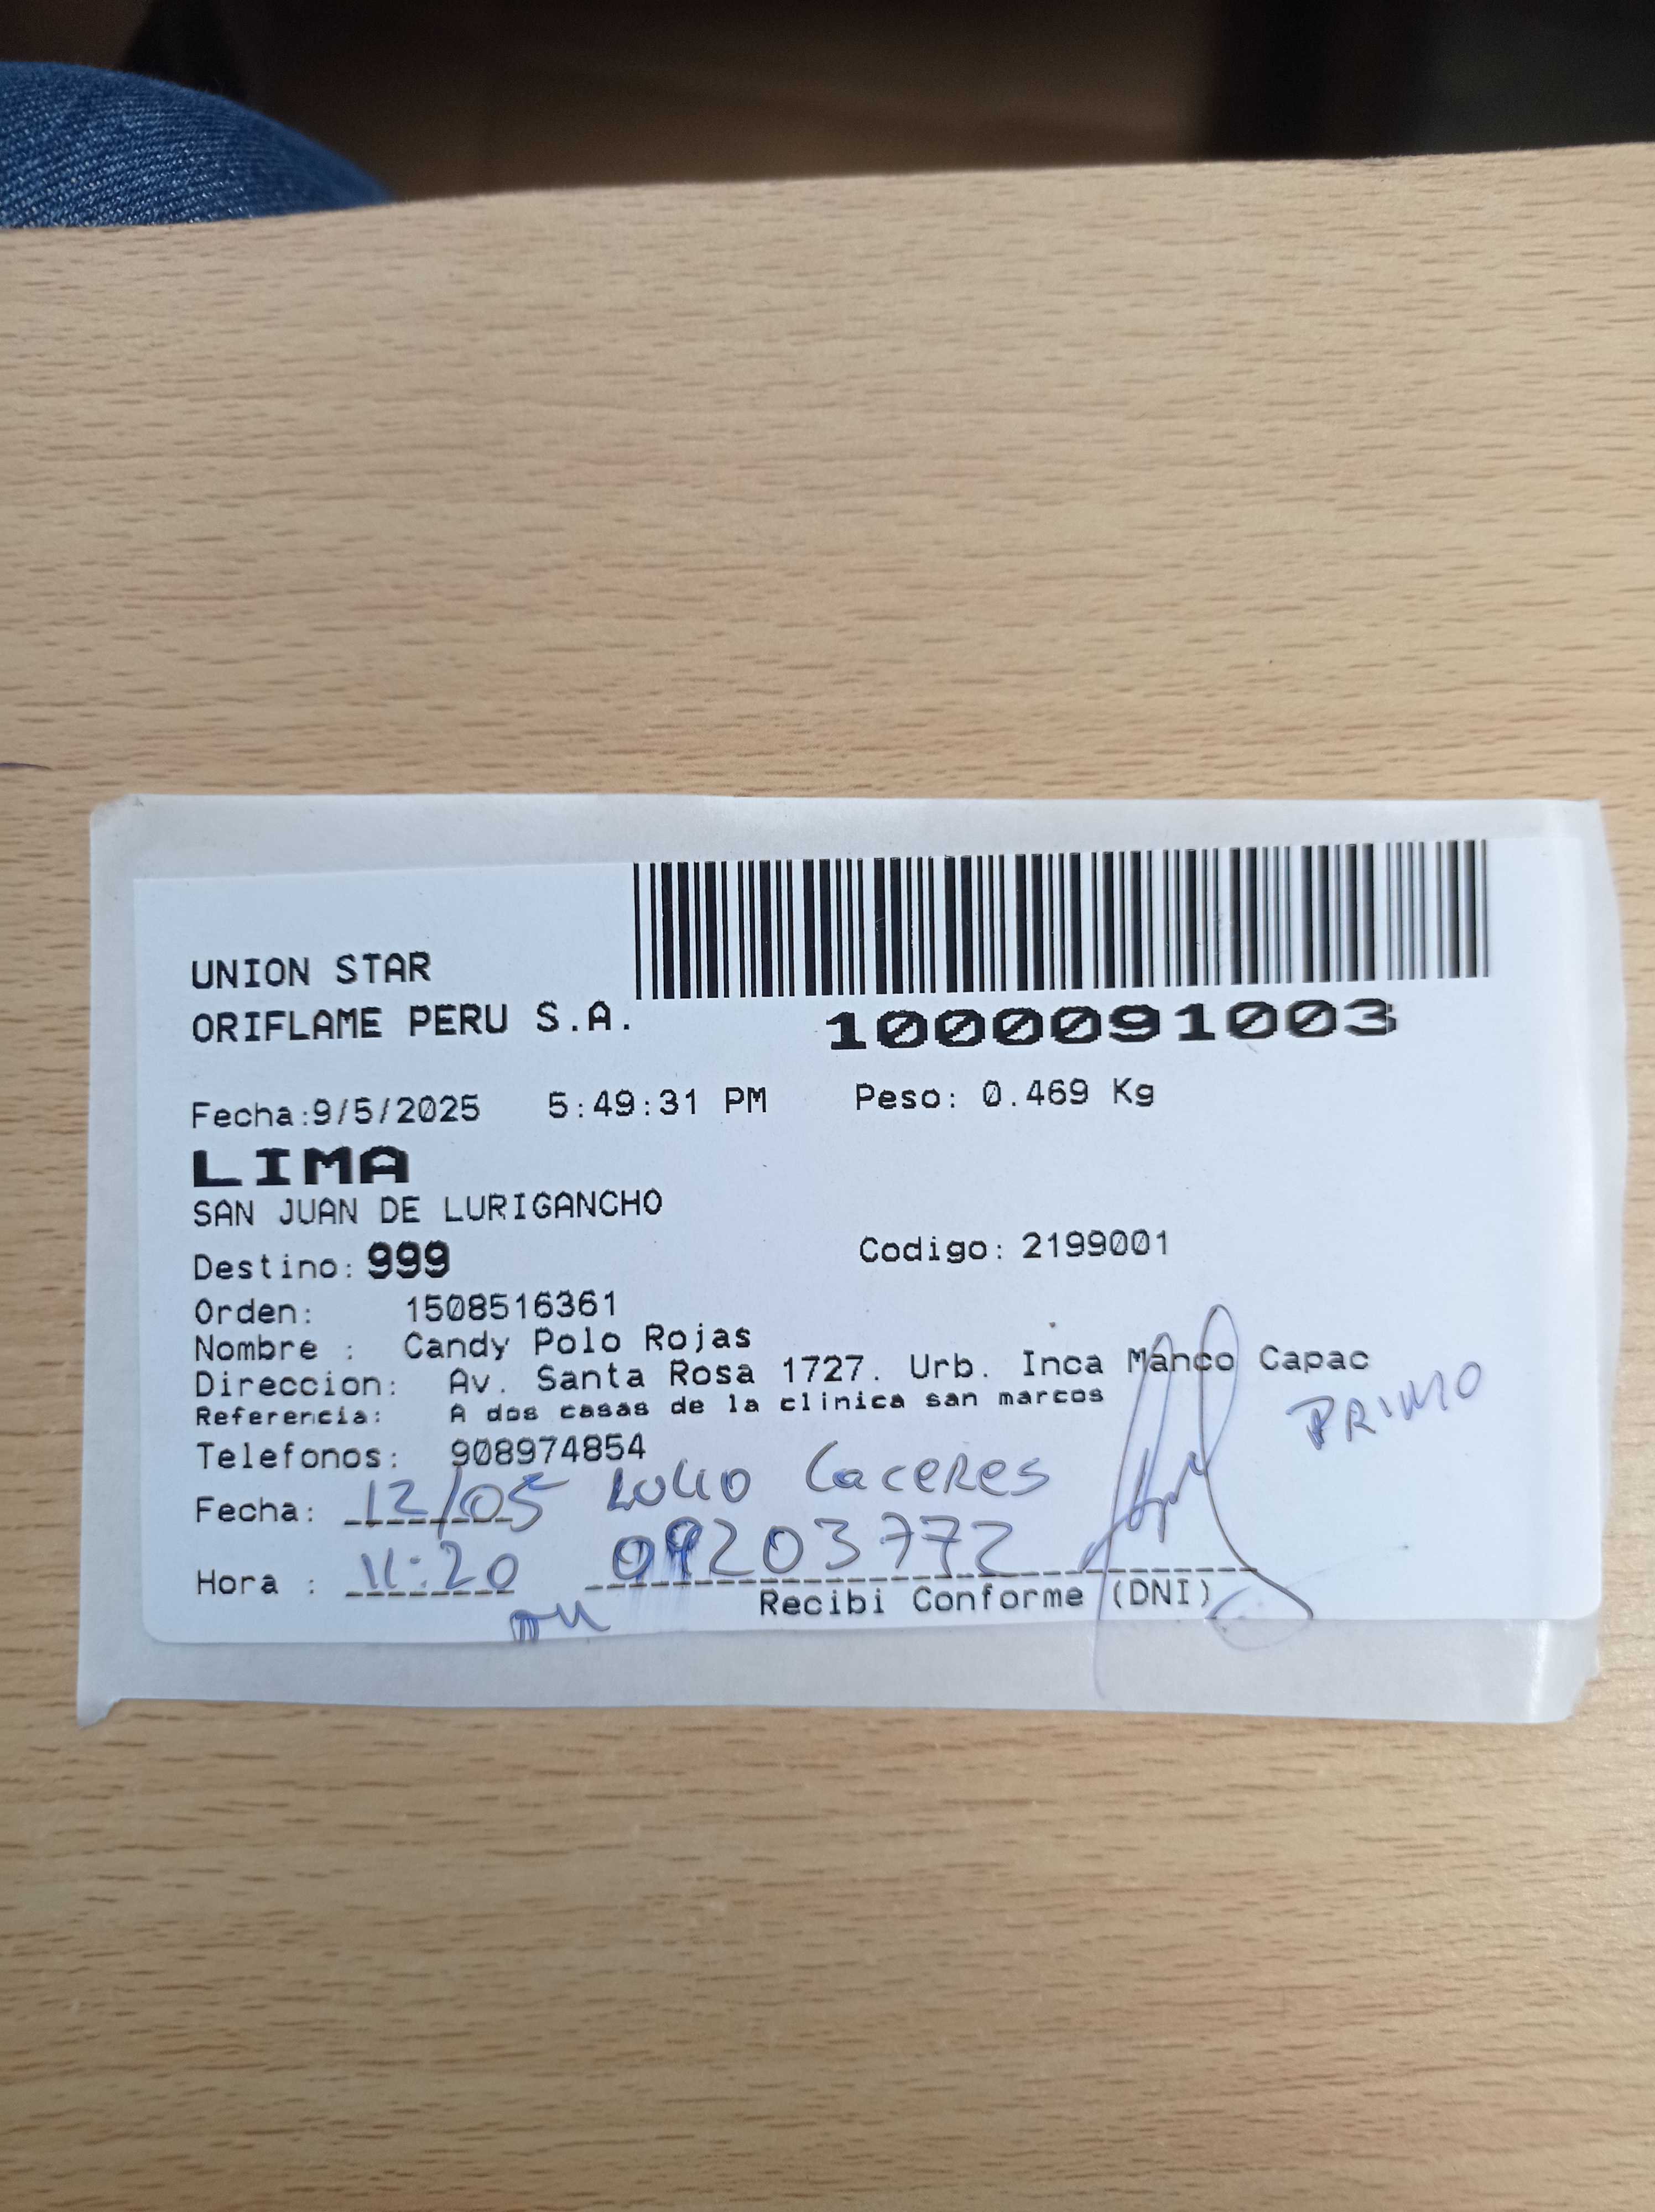 UNION STAR
ORIFLAME PERU S.A.
1000091003
Fecha:9/5/2025 5:49:31 PM Peso: 0.469 Kg
LIMA
SAN JUAN DE LURIGANCHO
Destino: 999 Codigo: 2199001
Orden: 1508516361
Nombre : Candy Polo Rojas
Direccion: Av. Santa Rosa 1727. Urb. Inca Manco Capac
Referencia: A dos casas de la clinica san marcos
PRIMO
Telefonos: 908974854
Fecha: 12/05 Caceres
Hora : 11:20 09203772
Recibi Conforme (DNI)